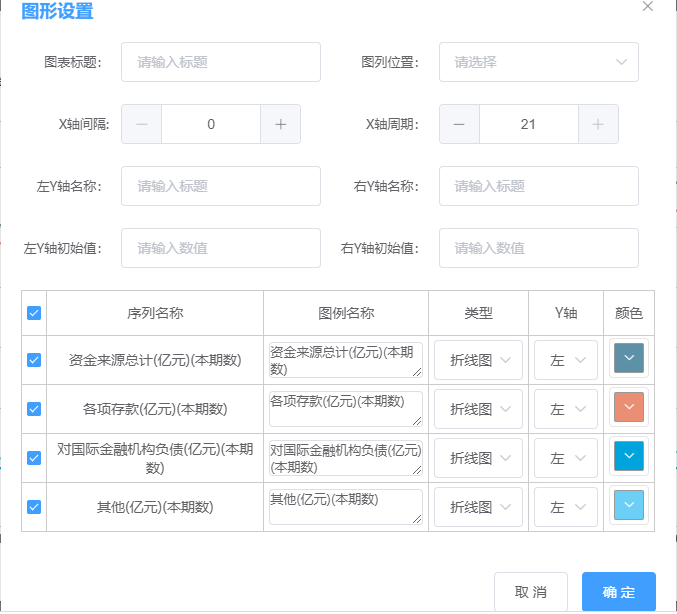 图形设置
图表标题: 请输入标题 图列位置: 请选择
X轴间隔: 0 X轴周期: 21
左Y轴名称: 请输入标题 右Y轴名称: 请输入标题
左Y轴初始值: 请输入数值 右Y轴初始值: 请输入数值
序列名称 图例名称 类型 Y轴 颜色
资金来源总计(亿元)(本期数) 资金来源总计(亿元)(本期
数) 折线图 左
各项存款(亿元)(本期数) 各项存款(亿元)(本期数) 折线图 左
对国际金融机构负债(亿元)(本期
数) 对国际金融机构负债(亿元)
(本期数) 折线图 左
其他(亿元)(本期数) 其他(亿元)(本期数) 折线图 左
取 消 确 定